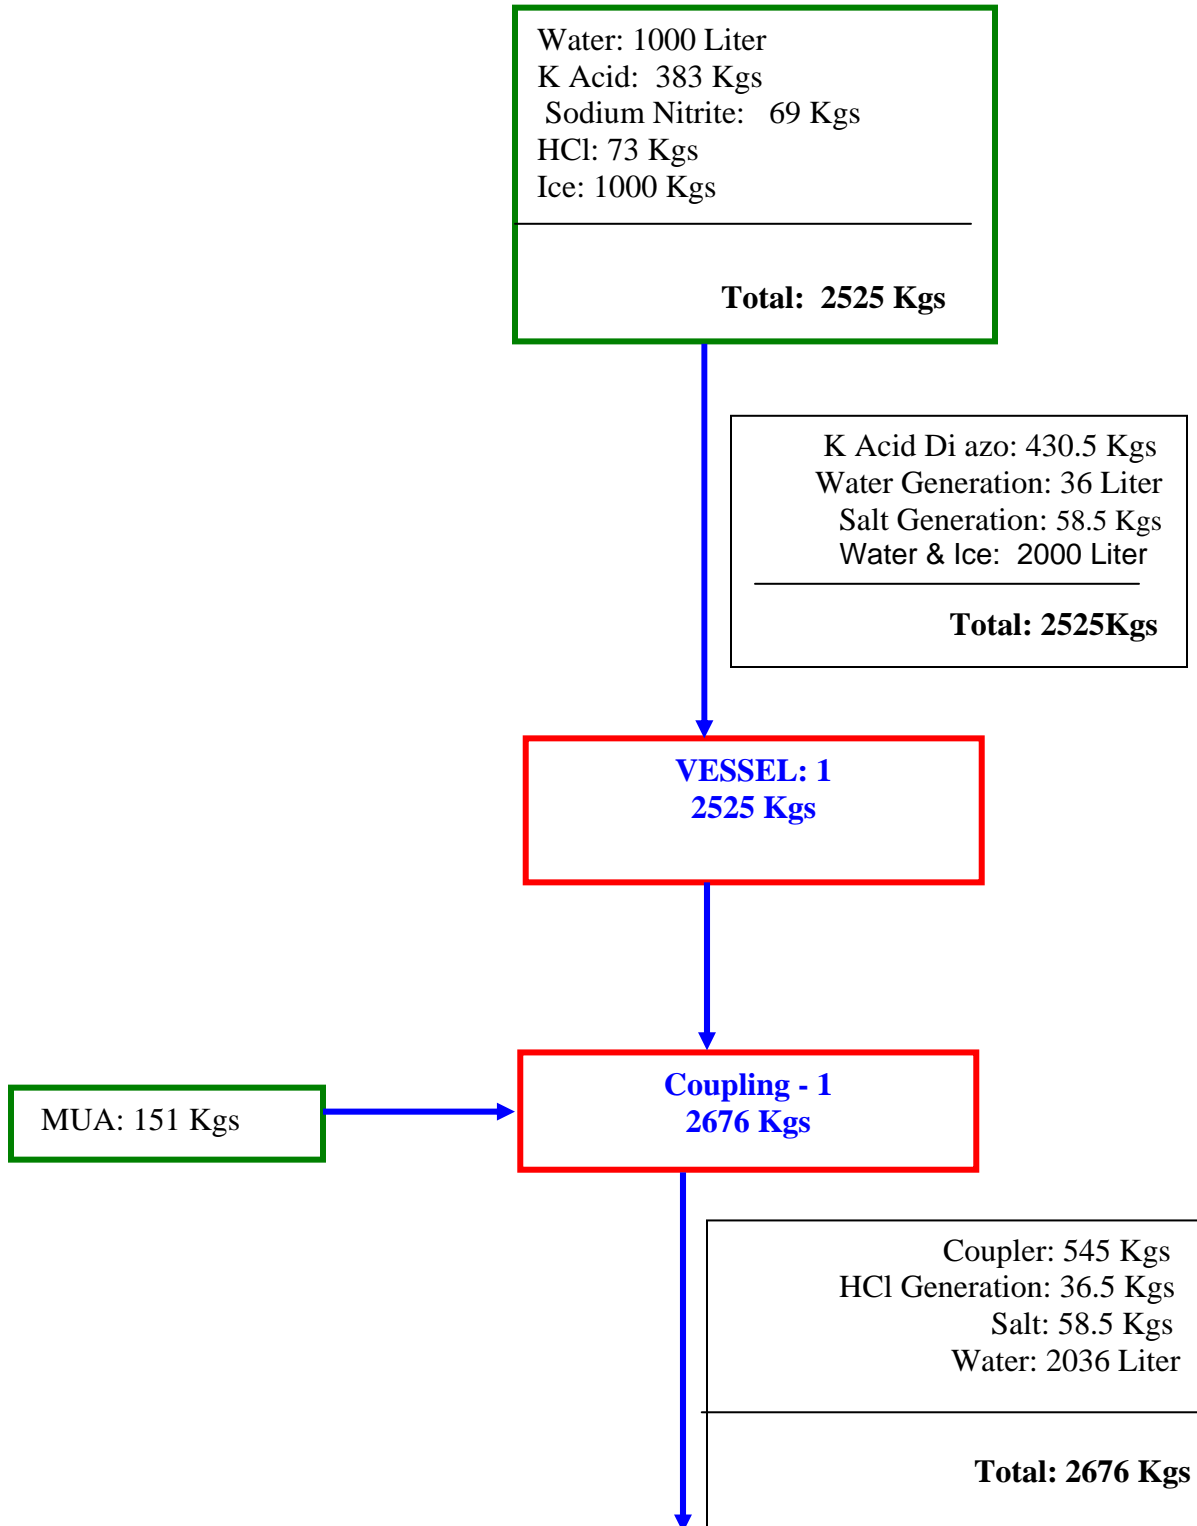 Water: 1000 Liter
K Acid: 383 Kgs
Sodium Nitrite: 69 Kgs
HCl: 73 Kgs
Ice: 1000 Kgs
Total: 2525 Kgs
K Acid Di azo: 430.5 Kgs
Water Generation: 36 Liter
Salt Generation: 58.5 Kgs
Water & Ice: 2000 Liter
Total: 2525Kgs
VESSEL: 1
2525 Kgs
Coupling - 1
2676 Kgs
MUA: 151 Kgs
Coupler: 545 Kgs
HCl Generation: 36.5 Kgs
Salt: 58.5 Kgs
Water: 2036 Liter
Total: 2676 Kgs